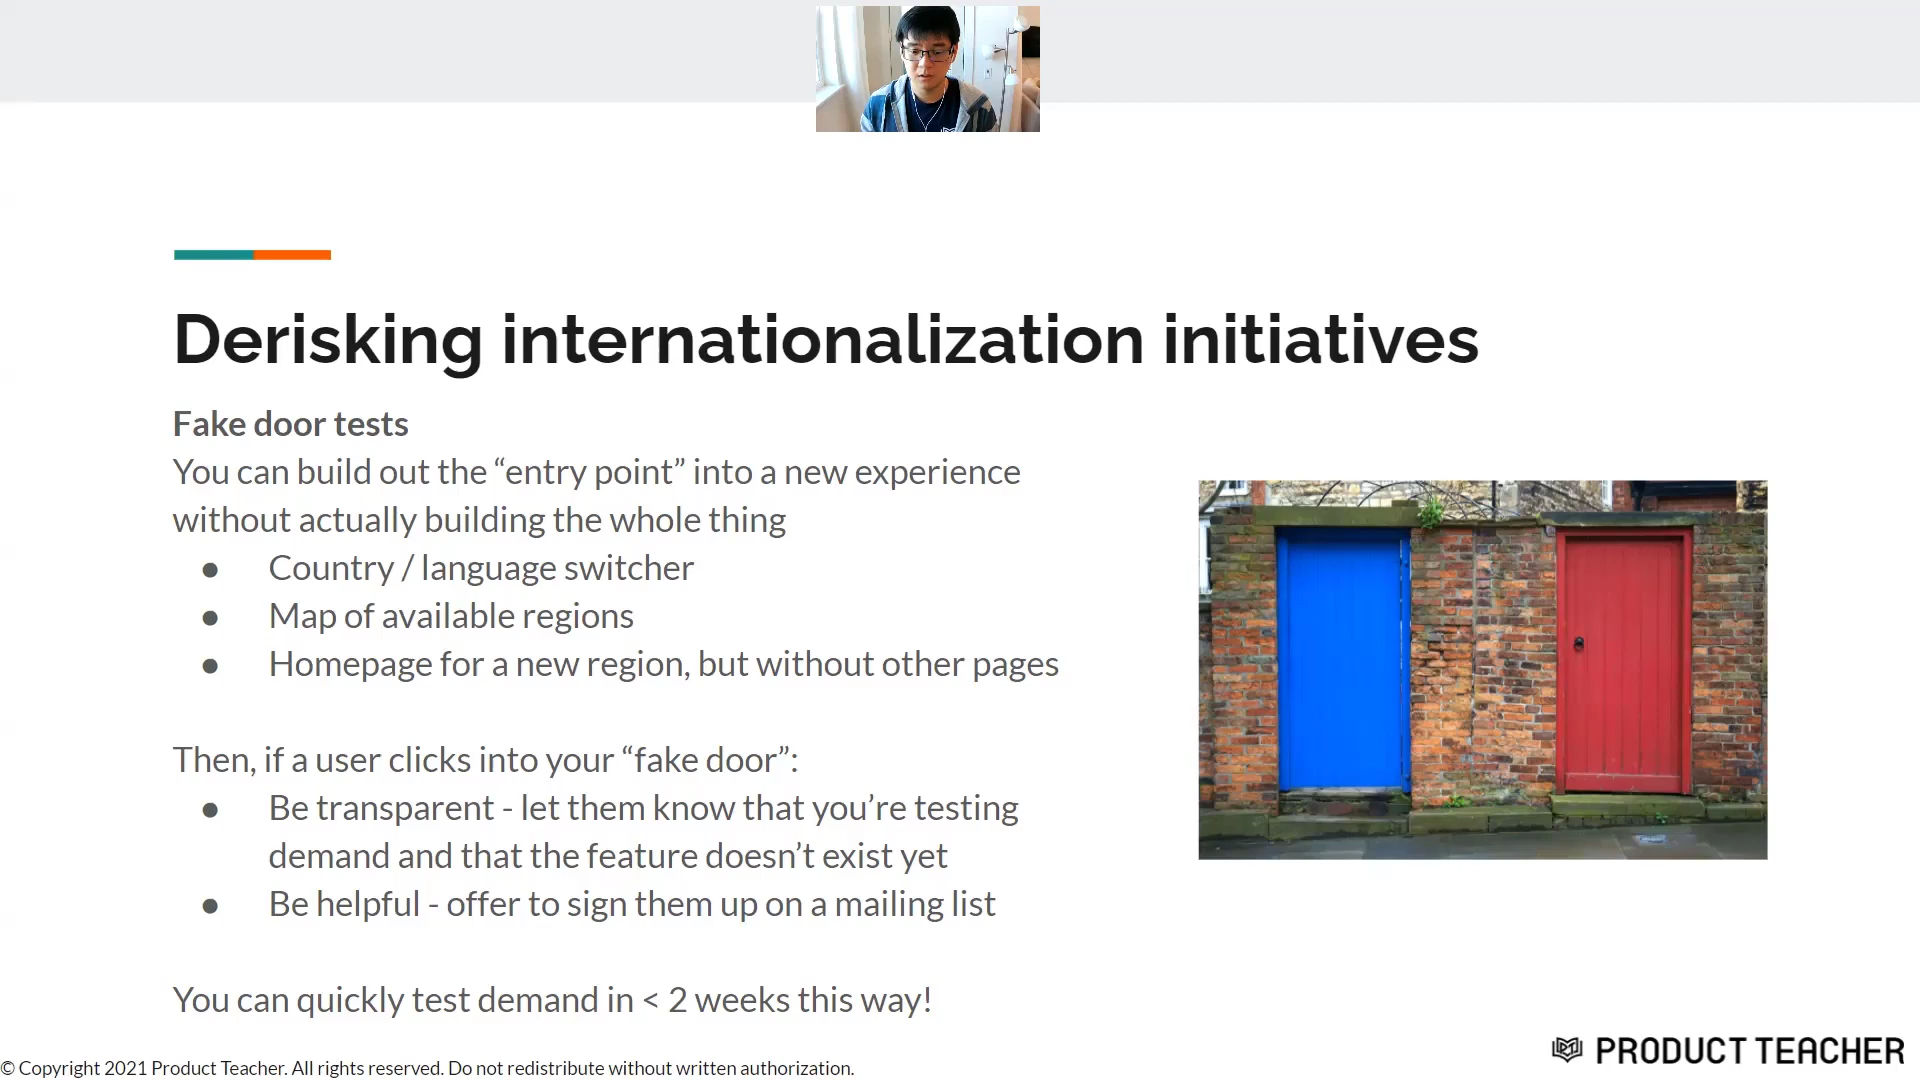 Derisking internationalization initiatives
Fake door tests
You can build out the “entry point” into a new experience
without actually building the whole thing
● Country / language switcher
● Map of available regions
● Homepage for a new region, but without other pages
Then, if a user clicks into your “fake door”:
● Be transparent - let them know that you’re testing
demand and that the feature doesn’t exist yet
● Be helpful - offer to sign them up on a mailing list
You can quickly test demand in < 2 weeks this way!
PRODUCT TEACHER
© Copyright 2021 Product Teacher. All rights reserved. Do not redistribute without written authorization.